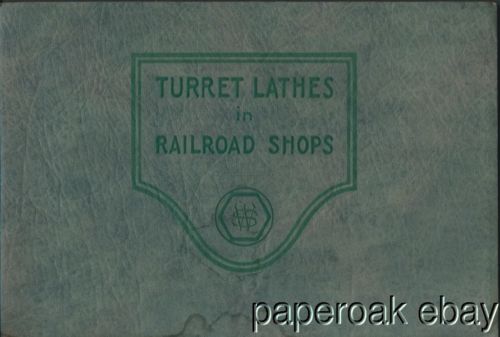 TURRET LATHES
in
RAILROAD SHOPS
paperoak ebay